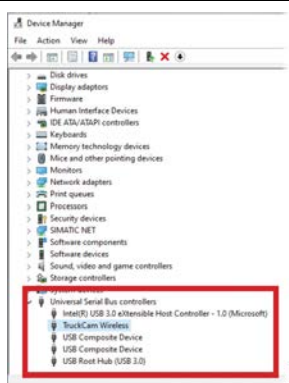 Device Manager
File Action View Help
Disk drives
Display adaptors
Firmware
Human Interface Devices
IDE ATA/ATAPI controllers
Keyboards
Memory technology devices
Mice and other pointing devices
Monitors
Network adapters
Print queues
Processors
Security devices
SIMATIC NET
Software components
Software devices
Sound, video and game controllers
Storage controllers
Universal Serial Bus controllers
Intel(R) USB 3.0 eXtensible Host Controller - 1.0 (Microsoft)
TruckCam Wireless
USB Composite Device
USB Composite Device
USB Root Hub (USB 3.0)